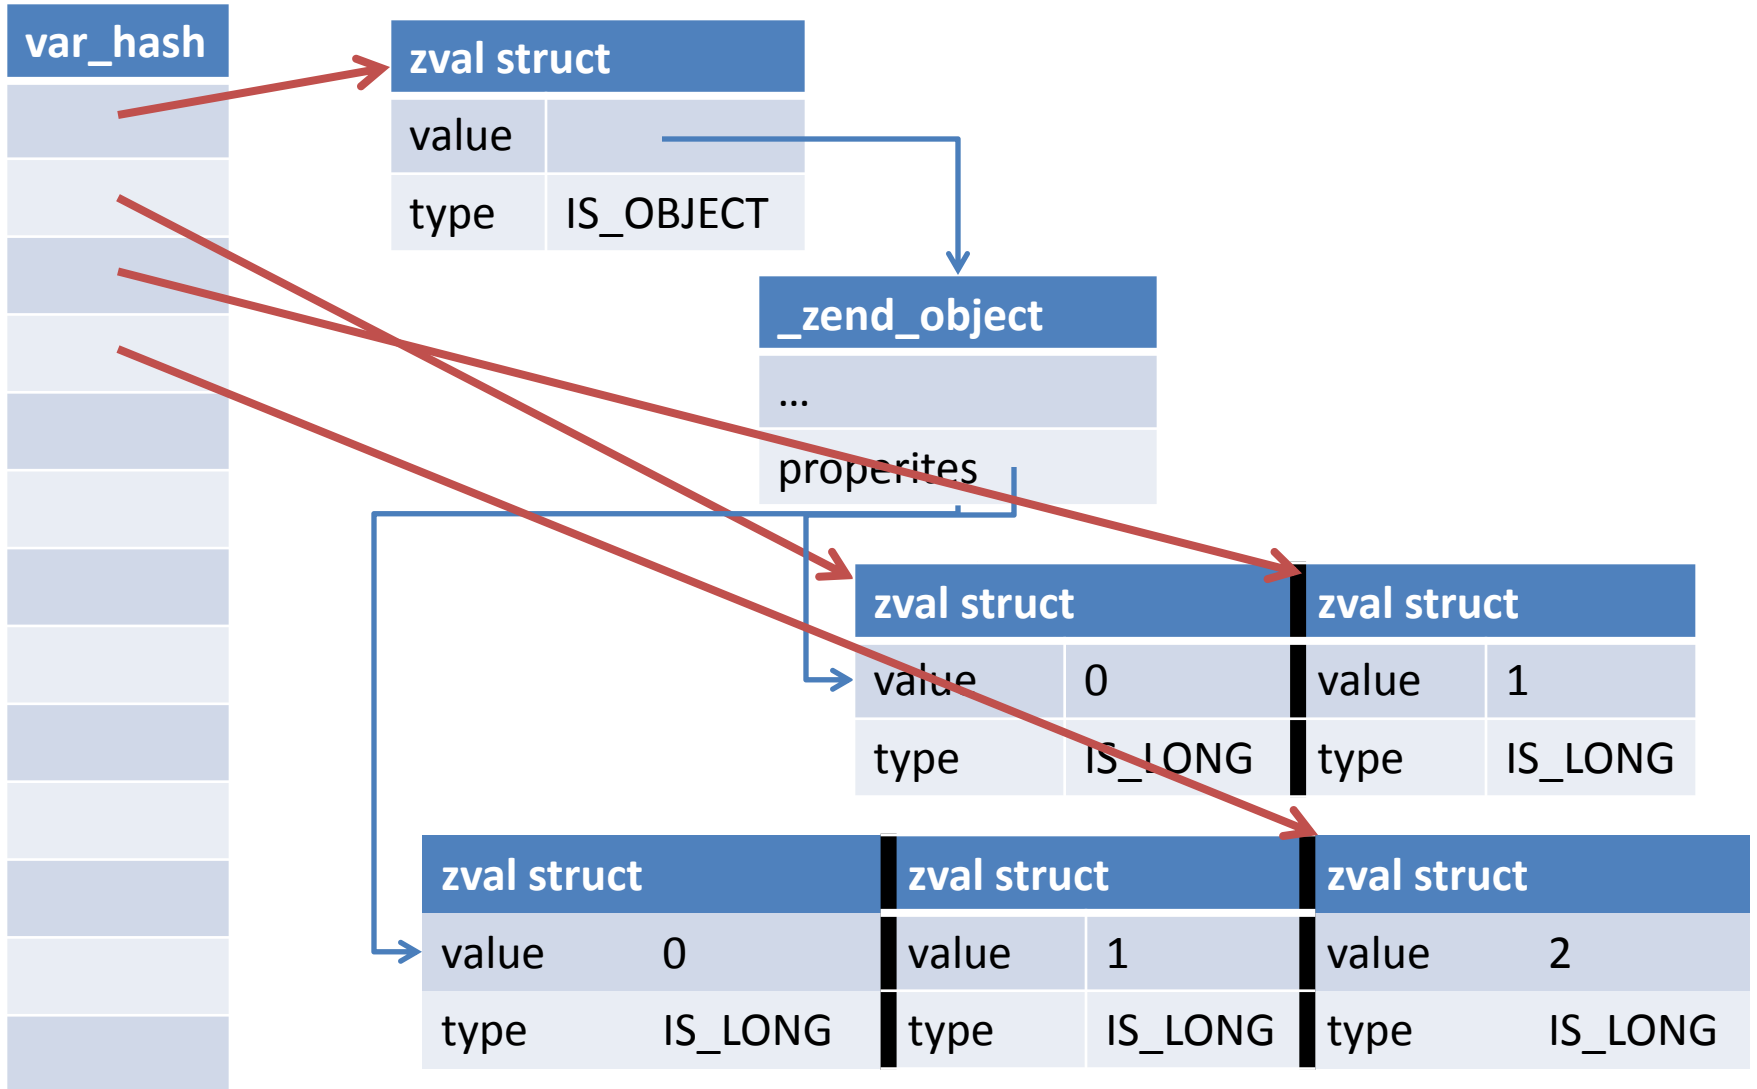 var_hash
zval struct
value
type IS_OBJECT
_zend_object
...
properites
zval struct zval struct
value 0 value 1
type IS_LONG type IS_LONG
zval struct zval struct zval struct
value 0 value 1 value 2
type IS_LONG type IS_LONG type IS_LONG